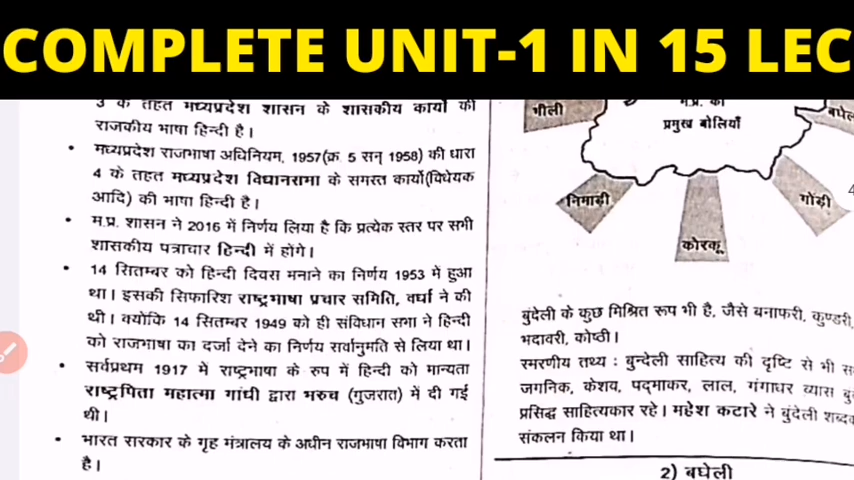 COMPLETE UNIT-1 IN 15 LEC
3 के तहत मध्यप्रदेश शासन के शासकीय कार्यों की
राजकीय भाषा हिन्दी है।
• मध्यप्रदेश राजभाषा अधिनियम, 1957(क्र. 5 सन् 1958) की धारा
4 के तहत मध्यप्रदेश विधानसभा के समस्त कार्यों(विधेयक
आदि) की भाषा हिन्दी है।
• म.प्र. शासन ने 2016 में निर्णय लिया है कि प्रत्येक स्तर पर सभी
शासकीय पत्राचार हिन्दी में होंगे।
• 14 सितम्बर को हिन्दी दिवस मनाने का निर्णय 1953 में हुआ
था। इसकी सिफारिश राष्ट्रभाषा प्रचार समिति, वर्धा ने की
थी। क्योंकि 14 सितम्बर 1949 को ही संविधान सभा ने हिन्दी
को राजभाषा का दर्जा देने का निर्णय सर्वानुमति से लिया था।
• सर्वप्रथम 1917 में राष्ट्रभाषा के रुप में हिन्दी को मान्यता
राष्ट्रपिता महात्मा गांधी द्वारा भरुच (गुजरात) में दी गई
थी।
• भारत सरकार के गृह मंत्रालय के अधीन राजभाषा विभाग करता
है।
भीली
म.प्र. की
प्रमुख बोलियाँ
बघेल
निमाड़ी
गोंड़ी
4
कोरकू
बुंदेली के कुछ मिश्रित रूप भी है, जैसे बनाफरी, कुण्डरी,
भदावरी, कोष्ठी।
स्मरणीय तथ्य : बुन्देली साहित्य की दृष्टि से भी स
जगनिक, केशव, पद्माकर, लाल, गंगाधर व्यास बु
प्रसिद्ध साहित्यकार रहे। महेश कटारे ने बुंदेली शब्द
संकलन किया था।
2) बघेली